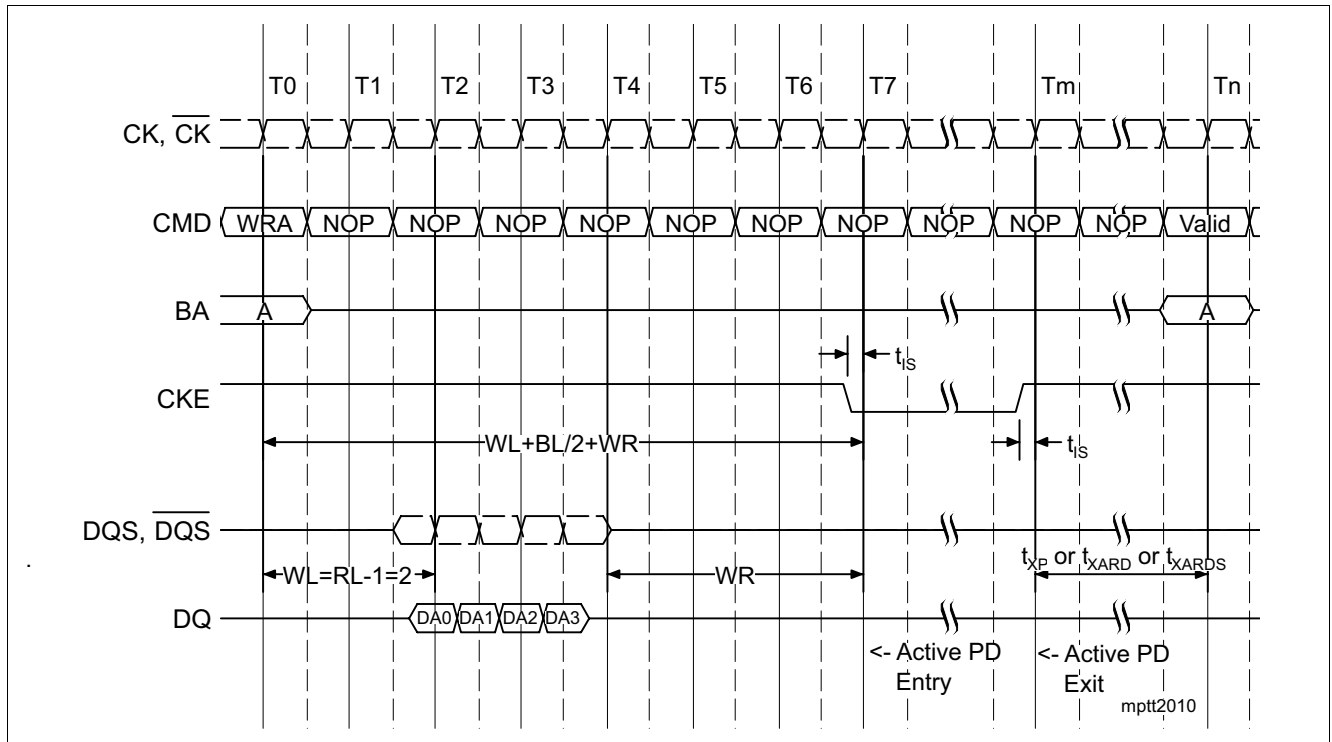 T0 T1 T2 T3 T4 T5 T6 T7 Tm Tn
CK, CK
CMD WRA NOP NOP NOP NOP NOP NOP NOP NOP NOP NOP Valid
BA A A
tIS
CKE
WL+BL/2+WR
tIS
DQS, DQS
tXP or tXARD or tXARDS
WL=RL-1=2 WR
DQ DA0 DA1 DA2 DA3
<- Active PD
Entry
<- Active PD
Exit
mptt2010